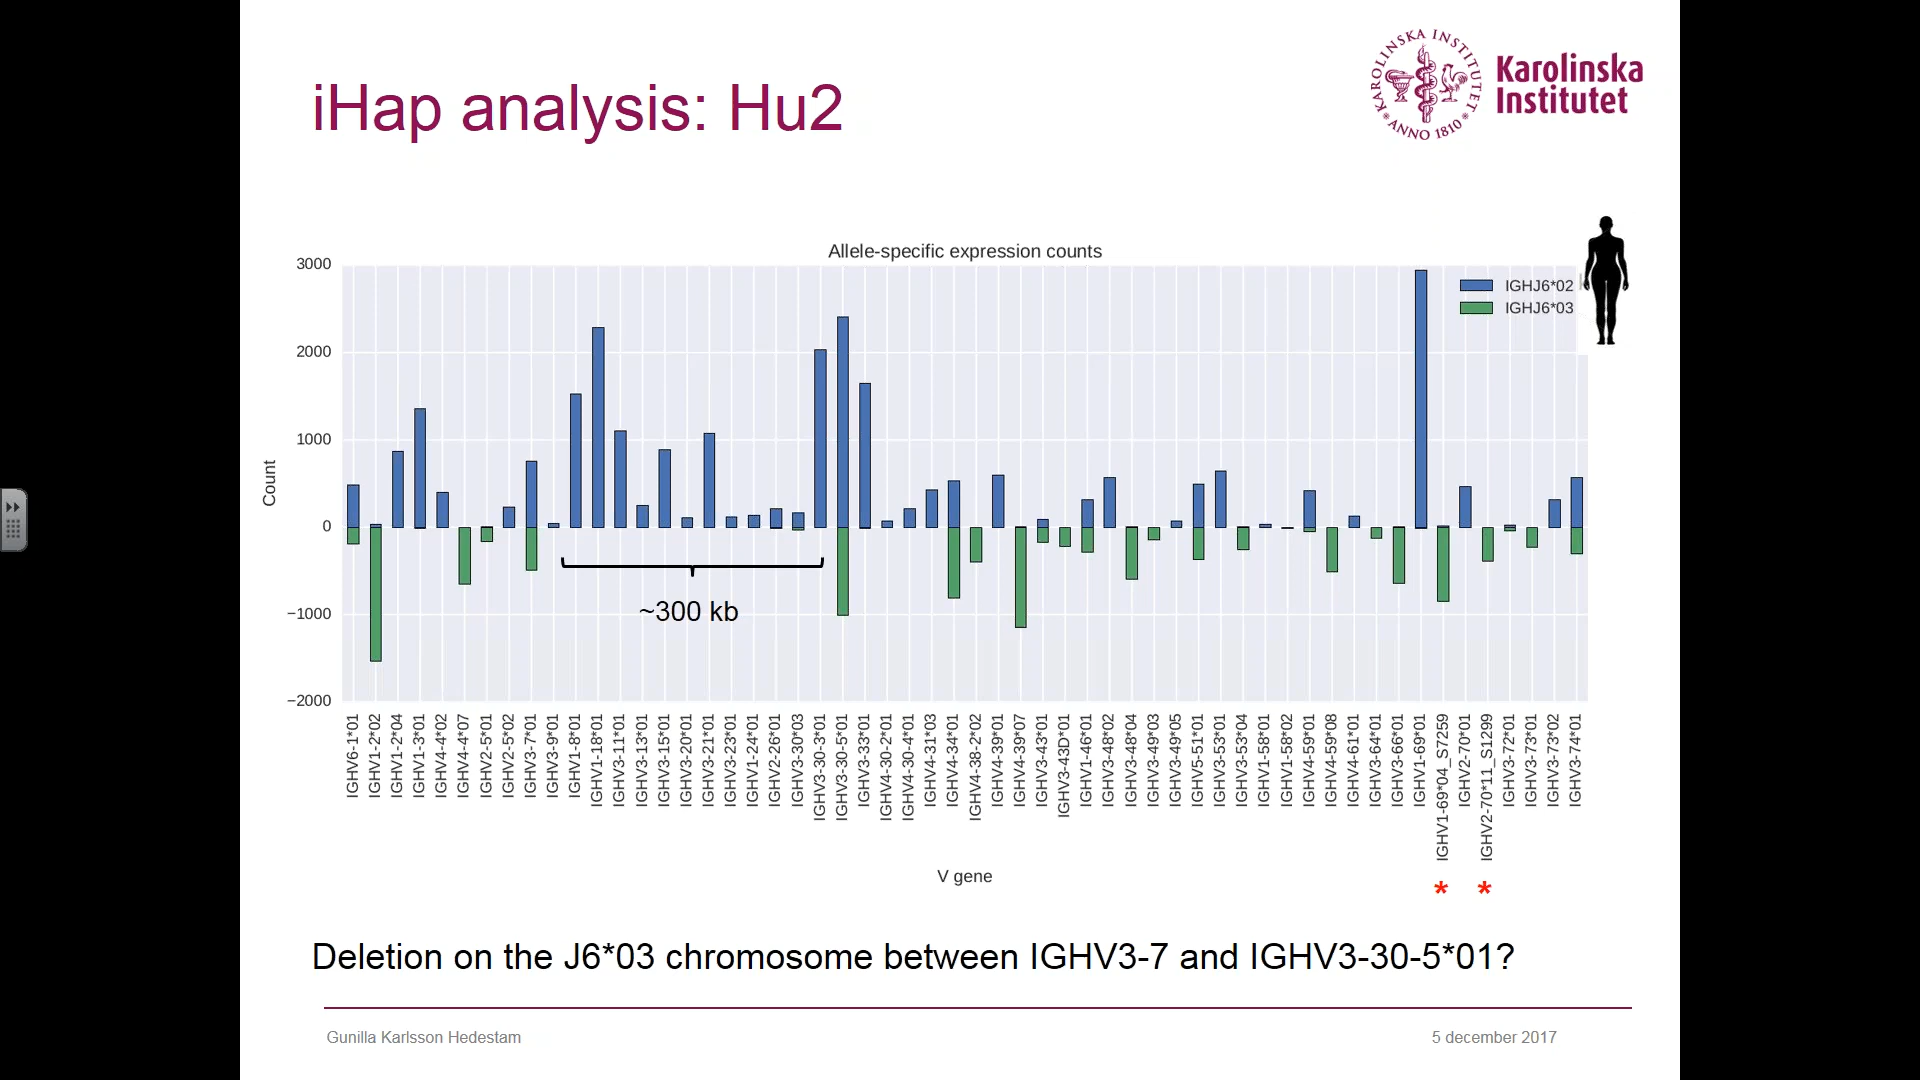 iHap analysis: Hu2
KAROLINSKA INSTITUTET
ANNO 1810
Karolinska
Institutet
Allele-specific expression counts
IGHJ6*02
IGHJ6*03
Count
3000
2000
1000
0
−1000
−2000
~300 kb
IGHV6-1*01
IGHV1-2*02
IGHV1-2*04
IGHV1-3*01
IGHV4-4*02
IGHV4-4*07
IGHV2-5*01
IGHV2-5*02
IGHV3-7*01
IGHV3-9*01
IGHV1-8*01
IGHV1-18*01
IGHV3-11*01
IGHV3-13*01
IGHV3-15*01
IGHV3-20*01
IGHV3-21*01
IGHV3-23*01
IGHV1-24*01
IGHV2-26*01
IGHV3-30*03
IGHV3-30-3*01
IGHV3-30-5*01
IGHV3-33*01
IGHV4-30-2*01
IGHV4-30-4*01
IGHV4-31*03
IGHV4-34*01
IGHV4-38-2*02
IGHV4-39*01
IGHV4-39*07
IGHV3-43*01
IGHV3-43D*01
IGHV1-46*01
IGHV3-48*02
IGHV3-48*04
IGHV3-49*03
IGHV3-49*05
IGHV5-51*01
IGHV3-53*01
IGHV3-53*04
IGHV1-58*01
IGHV1-58*02
IGHV4-59*01
IGHV4-59*08
IGHV4-61*01
IGHV3-64*01
IGHV3-66*01
IGHV1-69*01
IGHV1-69*04_S7259
IGHV2-70*01
IGHV2-70*11_S1299
IGHV3-72*01
IGHV3-73*01
IGHV3-73*02
IGHV3-74*01
V gene
* *
Deletion on the J6*03 chromosome between IGHV3-7 and IGHV3-30-5*01?
Gunilla Karlsson Hedestam
5 december 2017